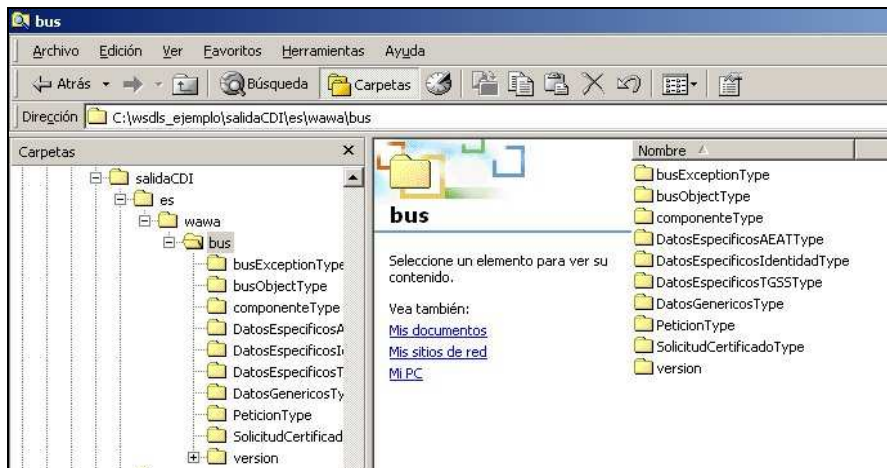 bus
Archivo Edición Ver Favoritos Herramientas Ayuda
Atrás Búsqueda Carpetas
Dirección C:\wsdls_ejemplo\salidaCDI\es\wawa\bus
Carpetas
salidaCDI
es
wawa
bus
busExceptionType
busObjectType
componenteType
DatosEspecificosA
DatosEspecificosI
DatosEspecificosT
DatosGenericosTy
PeticionType
SolicitudCertificad
version
bus
Seleccione un elemento para ver su
contenido.
Vea también:
Mis documentos
Mis sitios de red
Mi PC
Nombre
busExceptionType
busObjectType
componenteType
DatosEspecificosAEATType
DatosEspecificosIdentidadType
DatosEspecificosTGSSType
DatosGenericosType
PeticionType
SolicitudCertificadoType
version